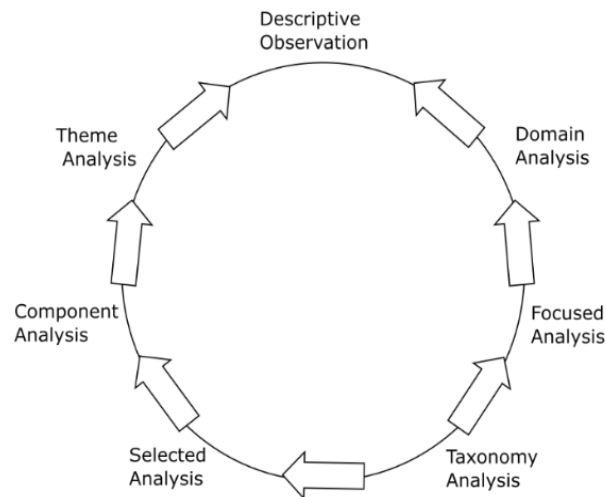 Descriptive
Observation
Theme
Analysis
Domain
Analysis
Component
Analysis
Focused
Analysis
Selected
Analysis
Taxonomy
Analysis